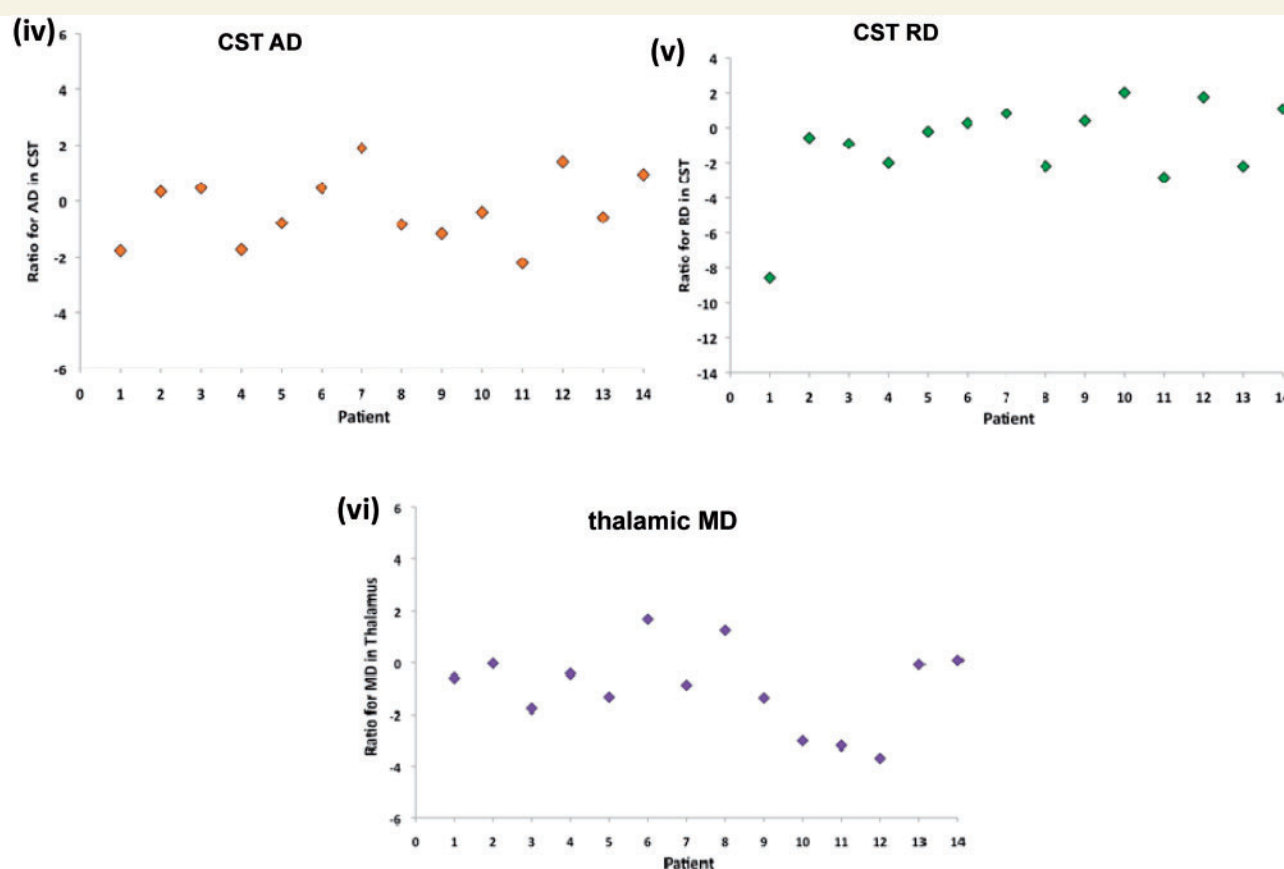 (iv)
CST AD
Ratio for AD in CST
6
4
2
0
-2
-4
-6
0 1 2 3 4 5 6 7 8 9 10 11 12 13 14
Patient
(v)
CST RD
Ratio for RD in CST
4
2
0
-2
-4
-6
-8
-10
-12
-14
0 1 2 3 4 5 6 7 8 9 10 11 12 13 14
Patient
(vi)
thalamic MD
Ratio for MD in Thalamus
6
4
2
0
-2
-4
-6
0 1 2 3 4 5 6 7 8 9 10 11 12 13 14
Patient